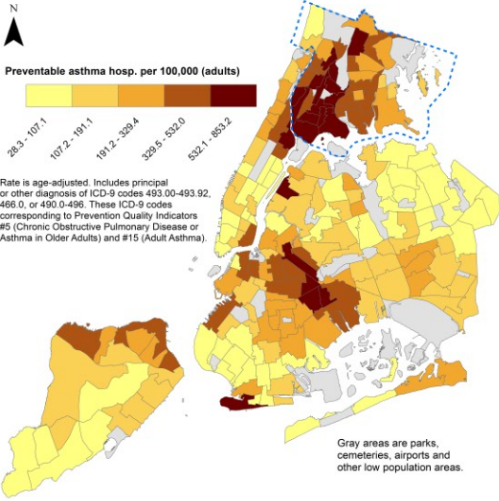 N
Preventable asthma hosp. per 100,000 (adults)
28.3 - 107.1
107.2 - 191.1
191.2 - 329.4
329.5 - 532.0
532.1 - 853.2
Rate is age-adjusted. Includes principal
or other diagnosis of ICD-9 codes 493.00-493.92,
466.0, or 490.0-496. These ICD-9 codes
corresponding to Prevention Quality Indicators
#5 (Chronic Obstructive Pulmonary Disease or
Asthma in Older Adults) and #15 (Adult Asthma).
Gray areas are parks,
cemeteries, airports and
other low population areas.